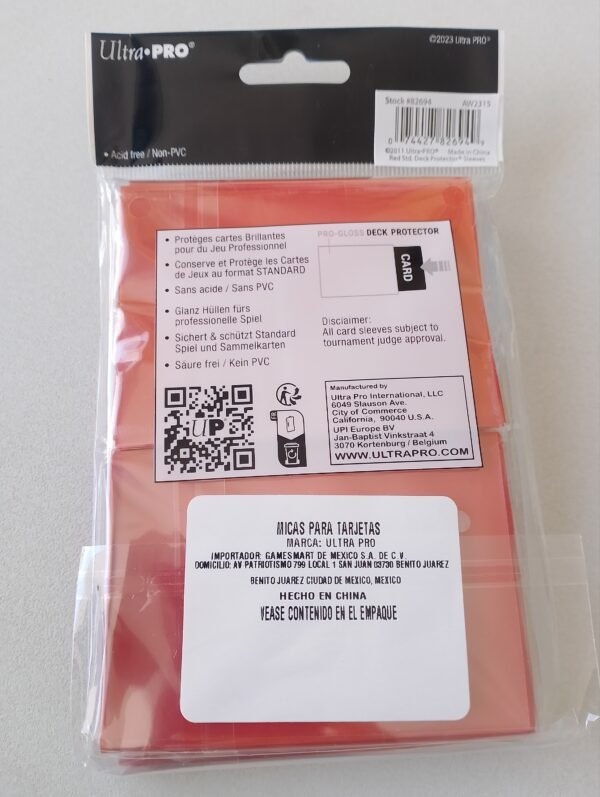 Ultra•PRO®
©2023 Ultra PRO®
Stock #82694 AW2315
0 74427 82694 9
©2011 Ultra•PRO® Made in China
Red Std. Deck Protector® Sleeves
• Acid free / Non-PVC
• Protèges cartes Brillantes
pour du Jeu Professionnel
• Conserve et Protège les Cartes
de Jeux au format STANDARD
• Sans acide / Sans PVC
• Glanz Hüllen fürs
professionelle Spiel
• Sichert & schützt Standard
Spiel und Sammelkarten
• Säure frei / Kein PVC
PRO-GLOSS DECK PROTECTOR
CARD
Disclaimer:
All card sleeves subject to
tournament judge approval.
UP
Manufactured by
Ultra Pro International, LLC
6049 Slauson Ave.
City of Commerce
California, 90040 U.S.A.
UPI Europe BV
Jan-Baptist Vinkstraat 4
3070 Kortenburg / Belgium
WWW.ULTRAPRO.COM
MICAS PARA TARJETAS
MARCA: ULTRA PRO
IMPORTADOR: GAMESMART DE MEXICO S.A. DE C.V.
DOMICILIO: AV PATRIOTISMO 799 LOCAL 1 SAN JUAN 03730 BENITO JUAREZ
BENITO JUAREZ CIUDAD DE MEXICO, MEXICO
HECHO EN CHINA
VEASE CONTENIDO EN EL EMPAQUE